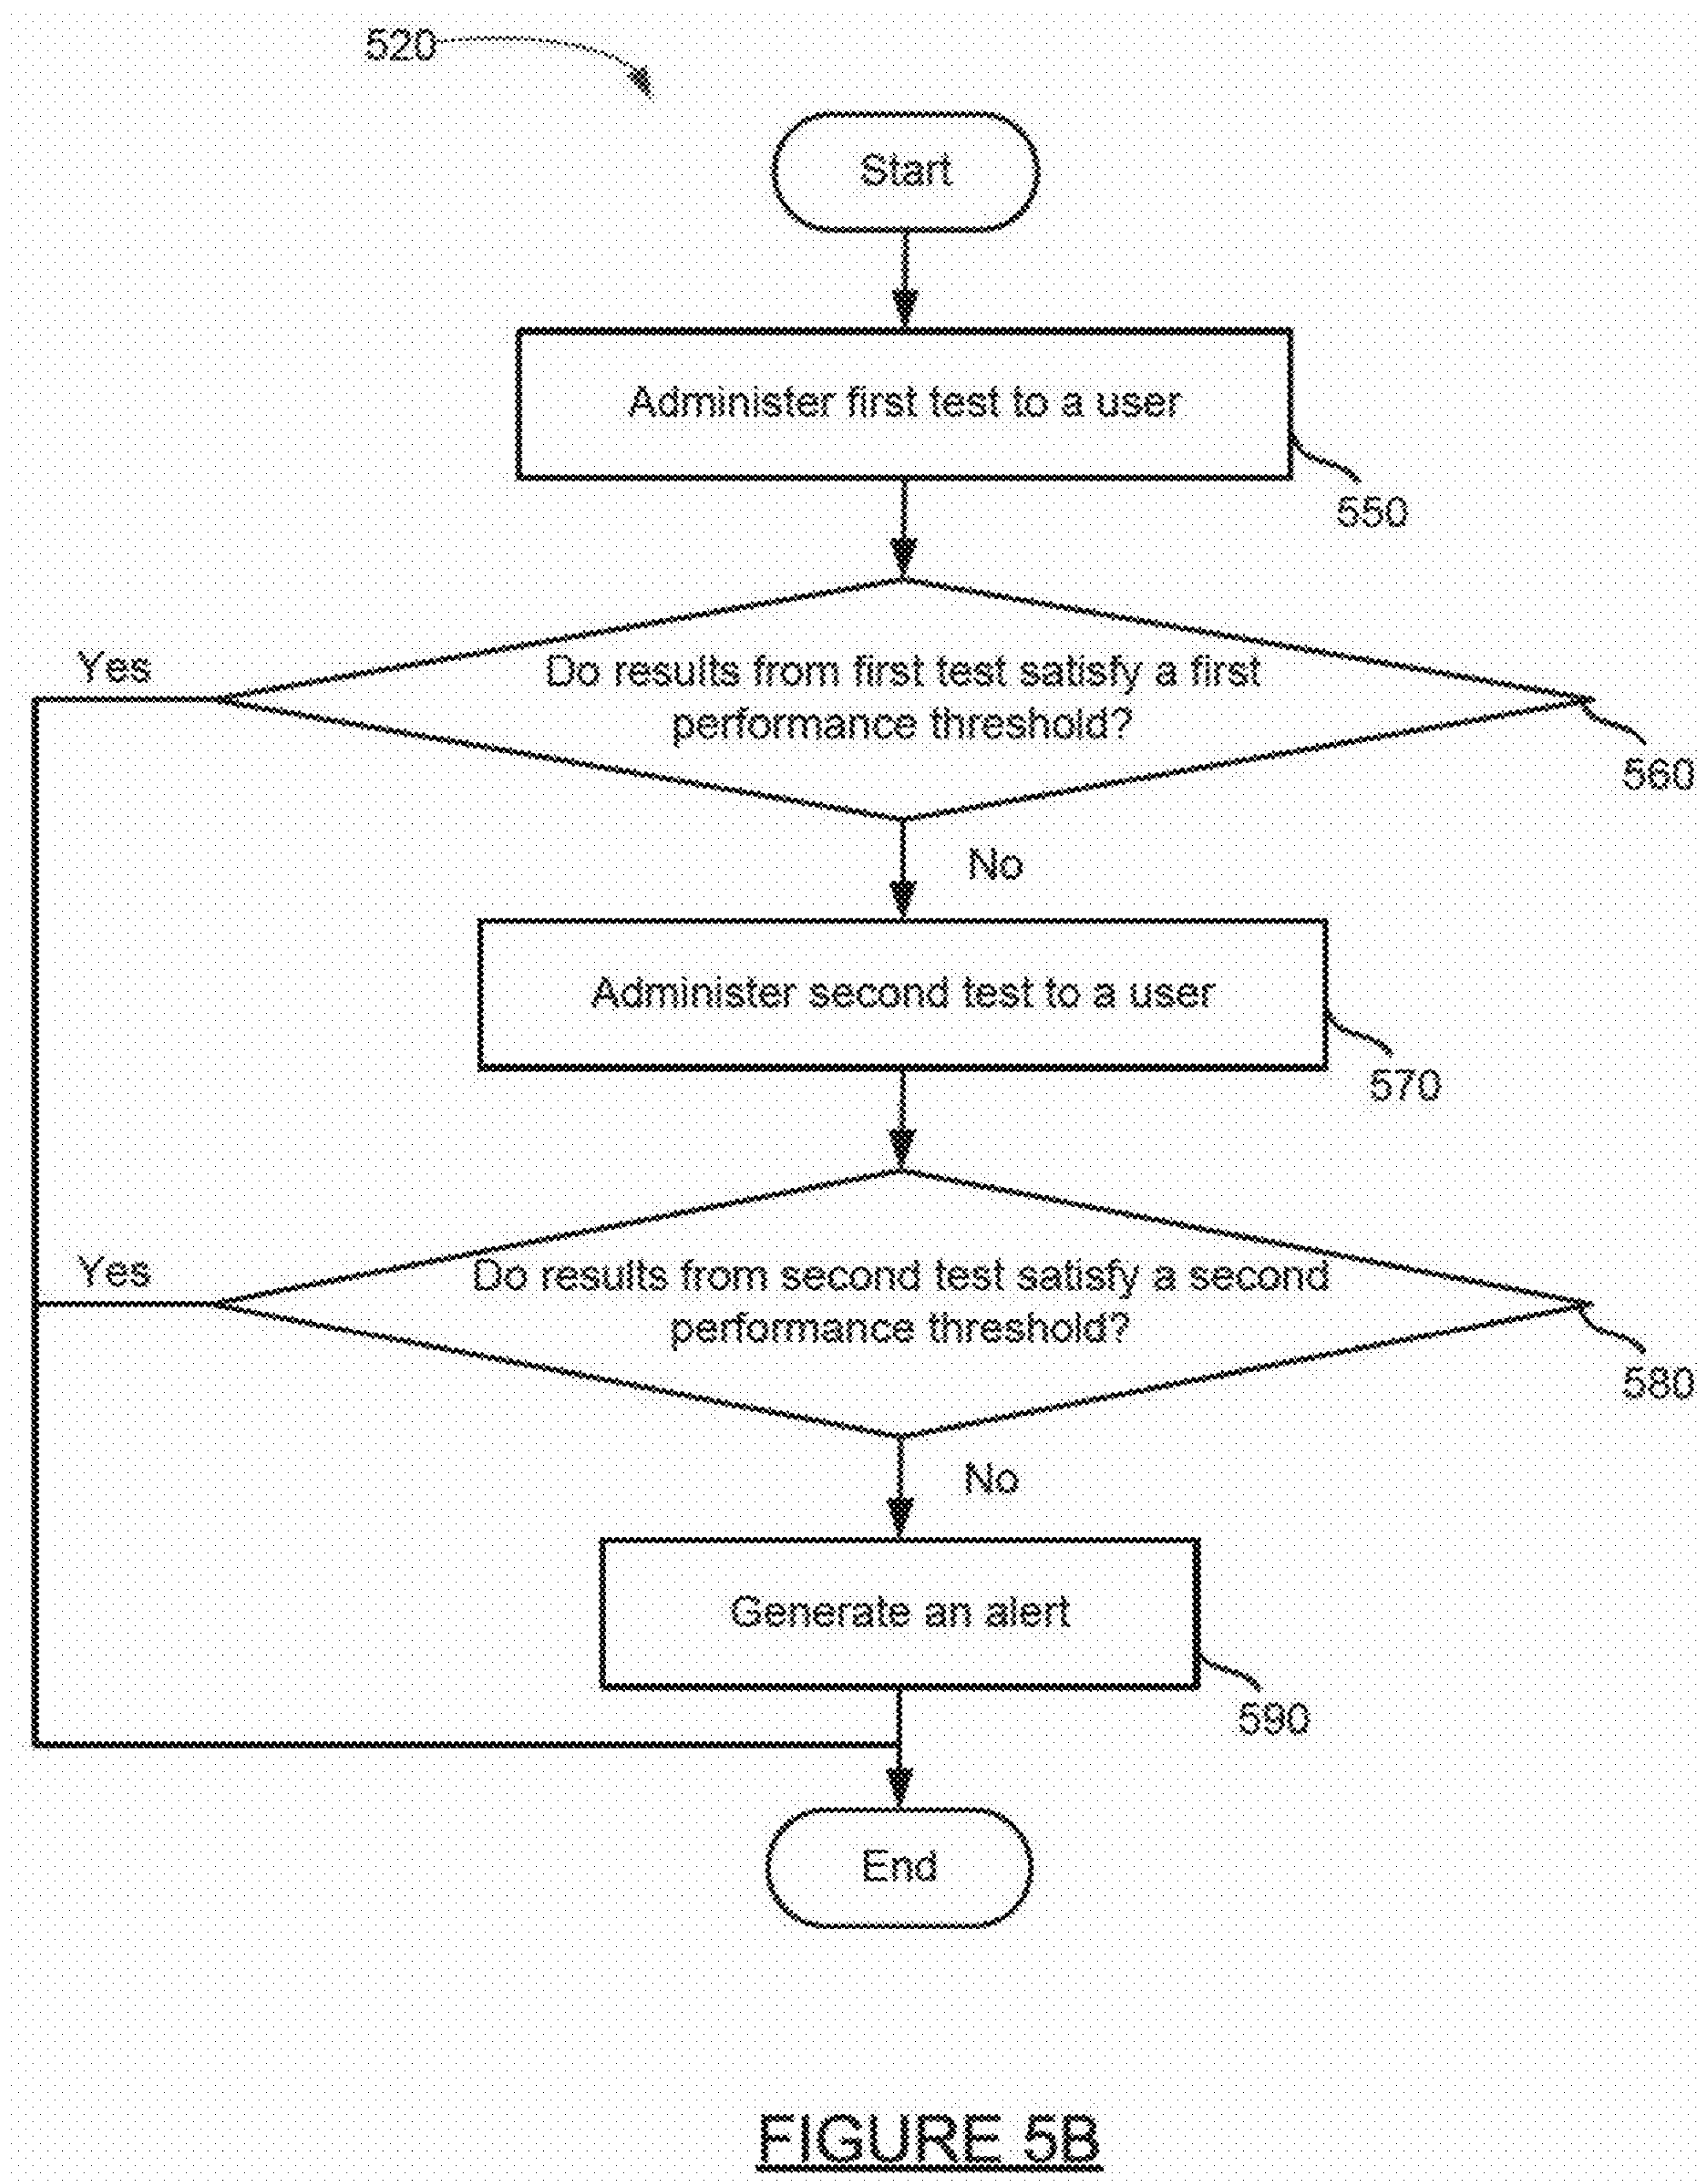 520
Start
Administer first test to a user
550
Yes
Do results from first test satisfy a first
performance threshold?
560
No
Administer second test to a user
570
Yes
Do results from second test satisfy a second
performance threshold?
580
No
Generate an alert
590
End
FIGURE 5B